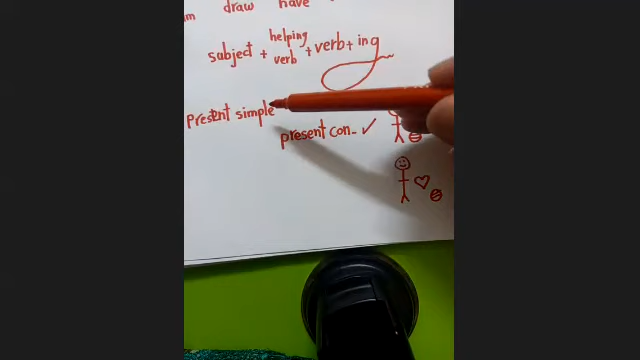 draw have
helping
subject + verb + verb + ing
Present simple
present con- ✓